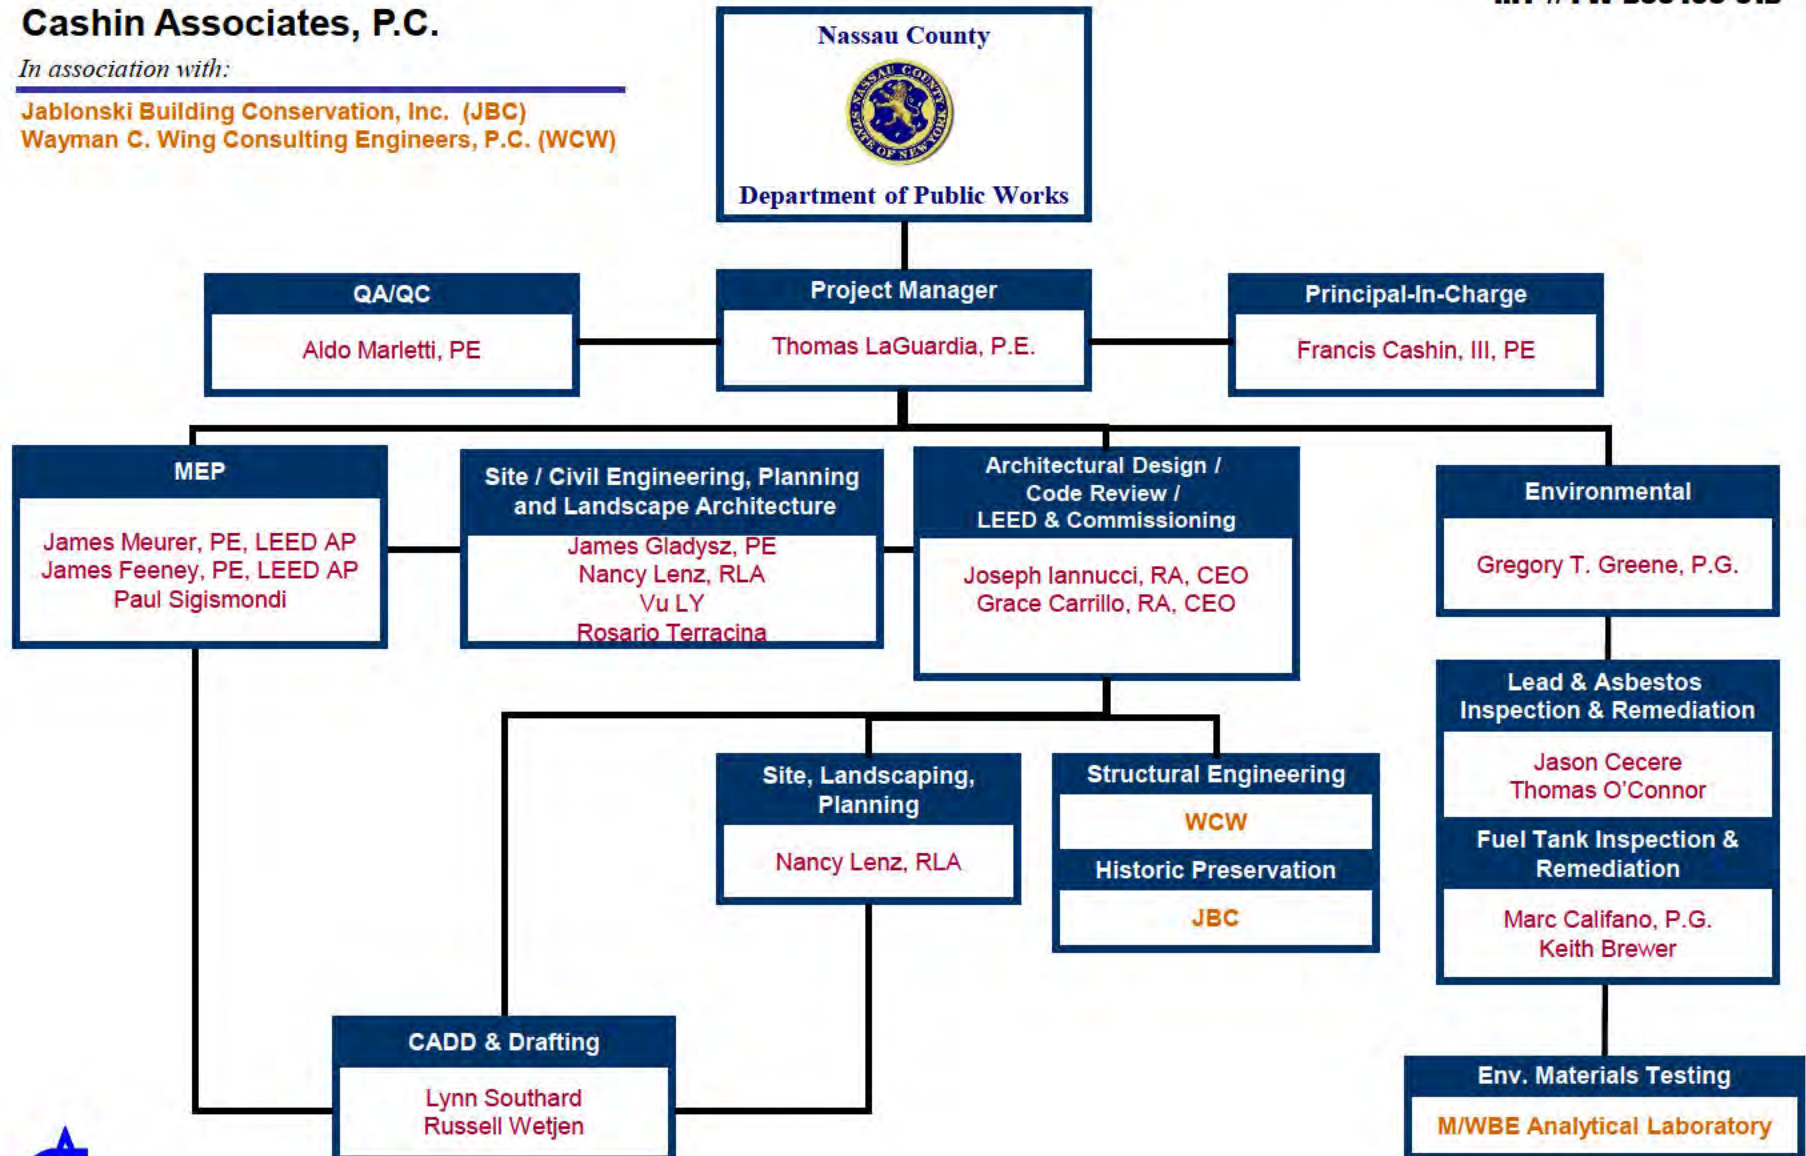 Cashin Associates, P.C.
In association with:
Jablonski Building Conservation, Inc. (JBC)
Wayman C. Wing Consulting Engineers, P.C. (WCW)
Nassau County
NASSAU COUNTY
STATE OF NEW YORK
Department of Public Works
QA/QC
Aldo Marletti, PE
Project Manager
Thomas LaGuardia, P.E.
Principal-In-Charge
Francis Cashin, III, PE
MEP
James Meurer, PE, LEED AP
James Feeney, PE, LEED AP
Paul Sigismondi
Site / Civil Engineering, Planning
and Landscape Architecture
James Gladysz, PE
Nancy Lenz, RLA
Vu LY
Rosario Terracina
Architectural Design /
Code Review /
LEED & Commissioning
Joseph Iannucci, RA, CEO
Grace Carrillo, RA, CEO
Environmental
Gregory T. Greene, P.G.
Lead & Asbestos
Inspection & Remediation
Jason Cecere
Thomas O’Connor
Fuel Tank Inspection &
Remediation
Marc Califano, P.G.
Keith Brewer
Site, Landscaping,
Planning
Nancy Lenz, RLA
Structural Engineering
WCW
Historic Preservation
JBC
CADD & Drafting
Lynn Southard
Russell Wetjen
Env. Materials Testing
M/WBE Analytical Laboratory